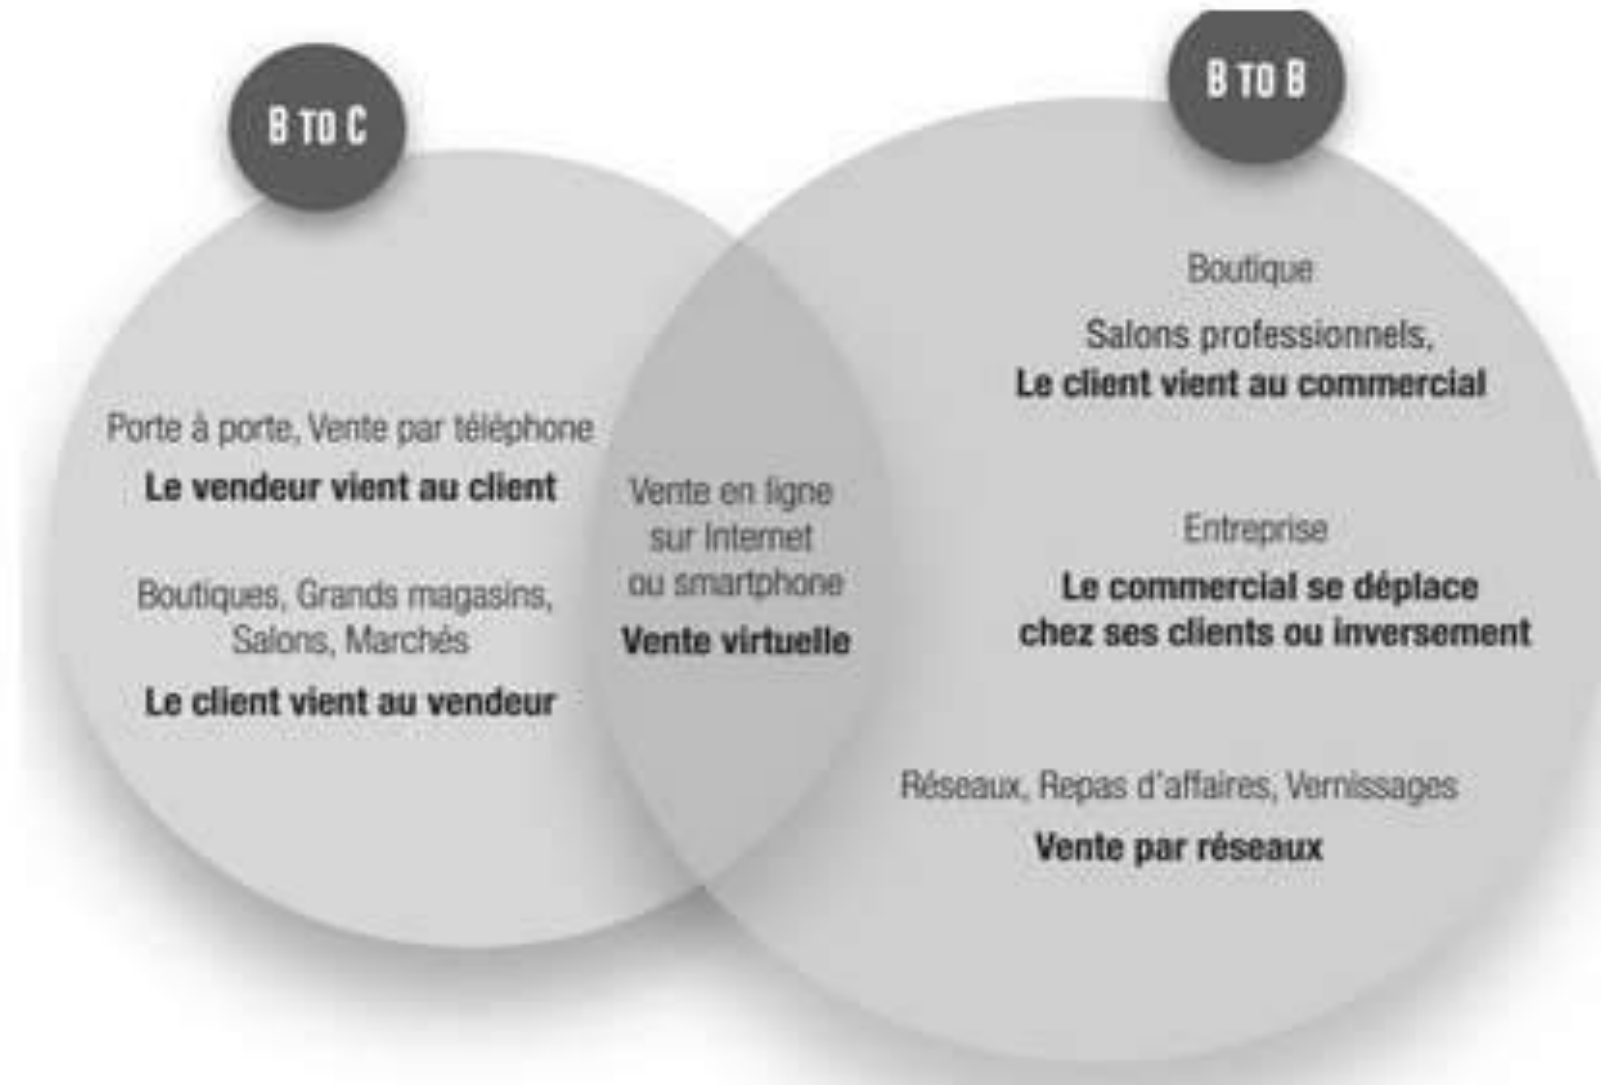 B TO C
Porte à porte, Vente par téléphone
Le vendeur vient au client
Boutiques, Grands magasins,
Salons, Marchés
Le client vient au vendeur
Vente en ligne
sur Internet
ou smartphone
Vente virtuelle
B TO B
Boutique
Salons professionnels,
Le client vient au commercial
Entreprise
Le commercial se déplace
chez ses clients ou inversement
Réseaux, Repas d'affaires, Vernissages
Vente par réseaux